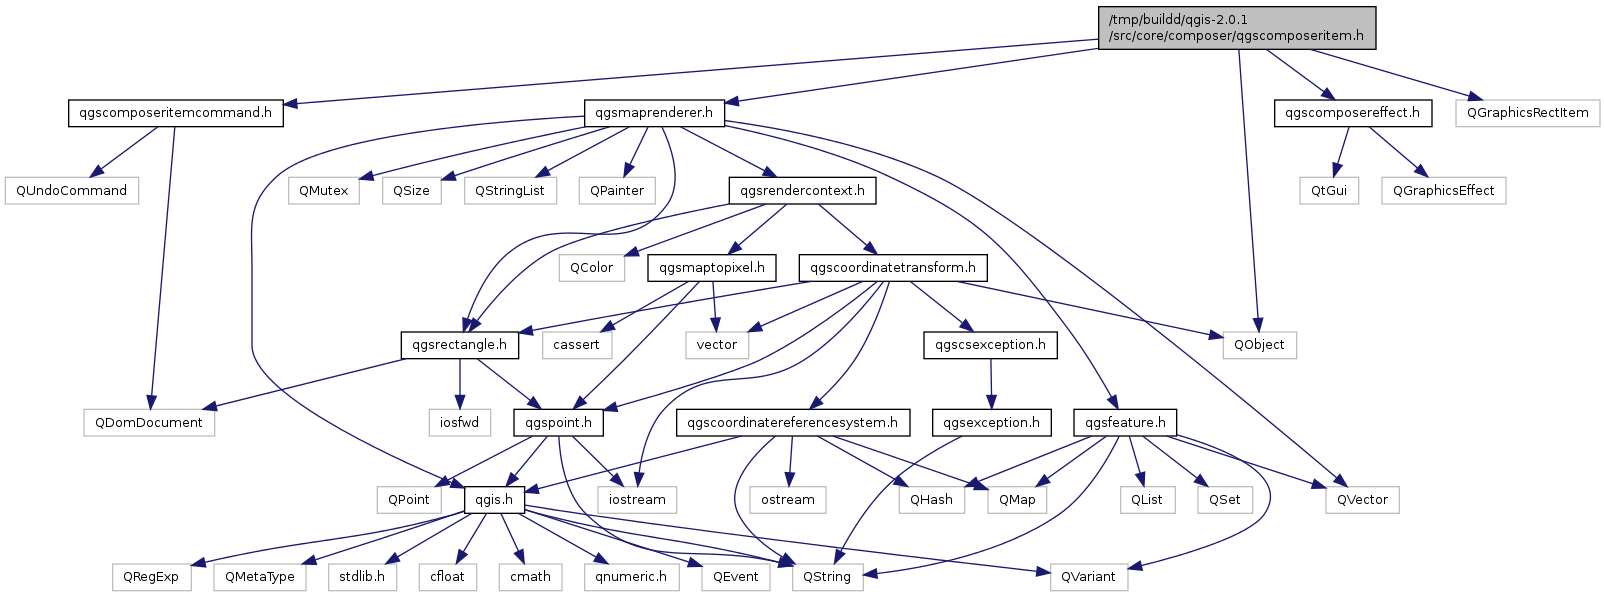 /tmp/buildd/qgis-2.0.1
/src/core/composer/qgscomposeritem.h
qgscomposeritemcommand.h
qgsmaprenderer.h
qgscomposereffect.h
QGraphicsRectItem
QUndoCommand
QMutex
QSize
QStringList
QPainter
qgsrendercontext.h
QtGui
QGraphicsEffect
QColor
qgsmaptopixel.h
qgscoordinatetransform.h
qgsrectangle.h
cassert
vector
qgscsexception.h
QObject
QDomDocument
iosfwd
qgspoint.h
qgscoordinatereferencesystem.h
qgsexception.h
qgsfeature.h
QPoint
qgis.h
iostream
ostream
QHash
QMap
QList
QSet
QVector
QRegExp
QMetaType
stdlib.h
cfloat
cmath
qnumeric.h
QEvent
QString
QVariant